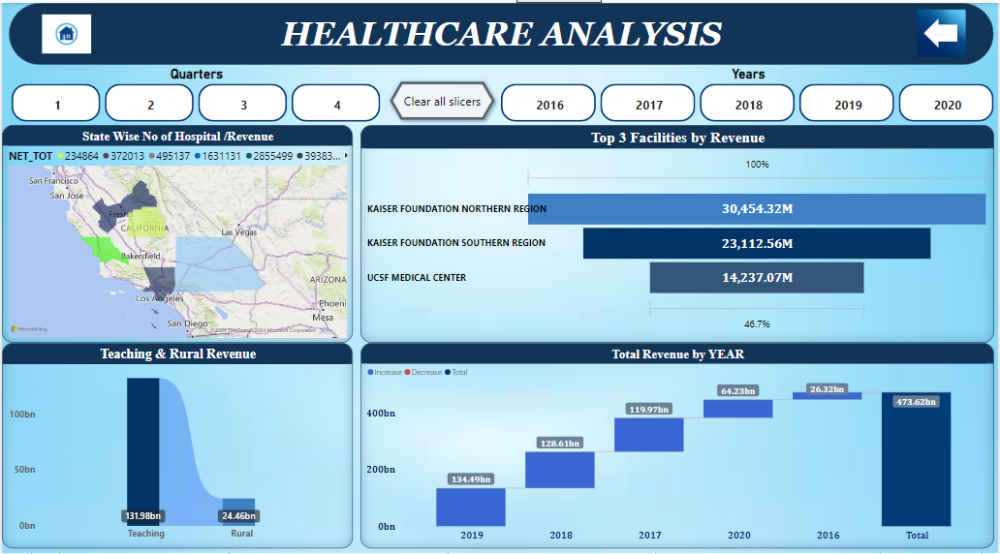 HEALTHCARE ANALYSIS
Quarters
Years
1
2
3
4
Clear all slicers
2016
2017
2018
2019
2020
State Wise No of Hospital /Revenue
NET_TOT 234864 372013 495137 1631131 2855499 39383...
San Francisco
San Jose
Fresno
CALIFORNIA
Las Vegas
Bakersfield
ARIZONA
Los Angeles
Phoeni
Mesa
San Diego
Microsoft Bing
Top 3 Facilities by Revenue
100%
KAISER FOUNDATION NORTHERN REGION 30,454.32M
KAISER FOUNDATION SOUTHERN REGION 23,112.56M
UCSF MEDICAL CENTER 14,237.07M
46.7%
Teaching & Rural Revenue
100bn
50bn
0bn
131.98bn
24.46bn
Teaching
Rural
Total Revenue by YEAR
Increase Decrease Total
400bn
200bn
0bn
134.49bn
128.61bn
119.97bn
64.23bn
26.32bn
473.62bn
2019
2018
2017
2020
2016
Total